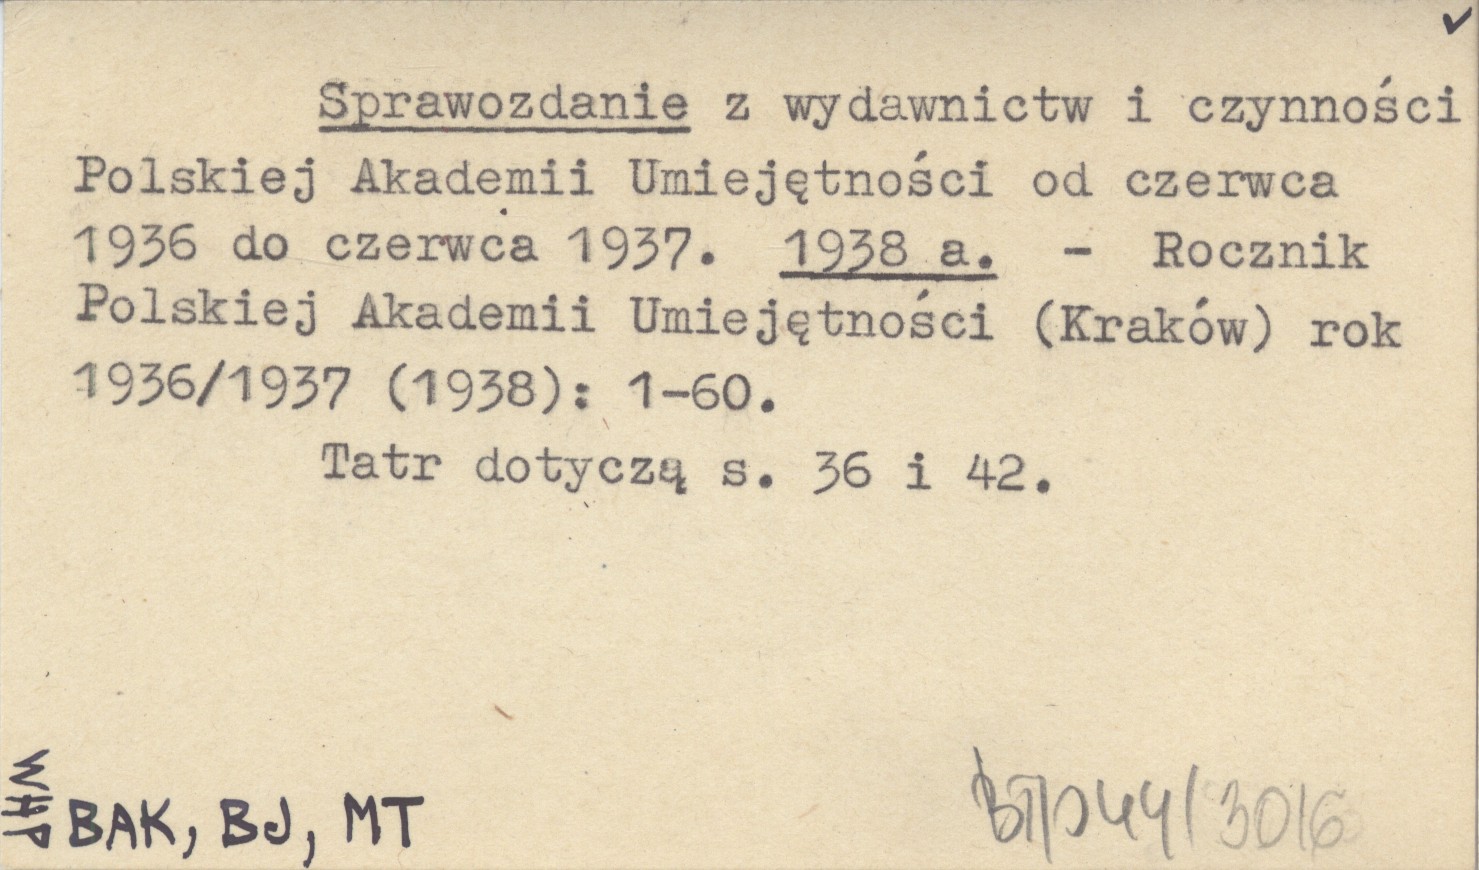 Sprawozdanie z wydawnictw i czynności
Polskiej Akademii Umiejętności od czerwca
1936 do czerwca 1937. 1938 a. - Rocznik
Polskiej Akademii Umiejętności (Kraków) rok
1936/1937 (1938): 1-60.
Tatr dotyczą s. 36 i 42.
BAK, BJ, MT